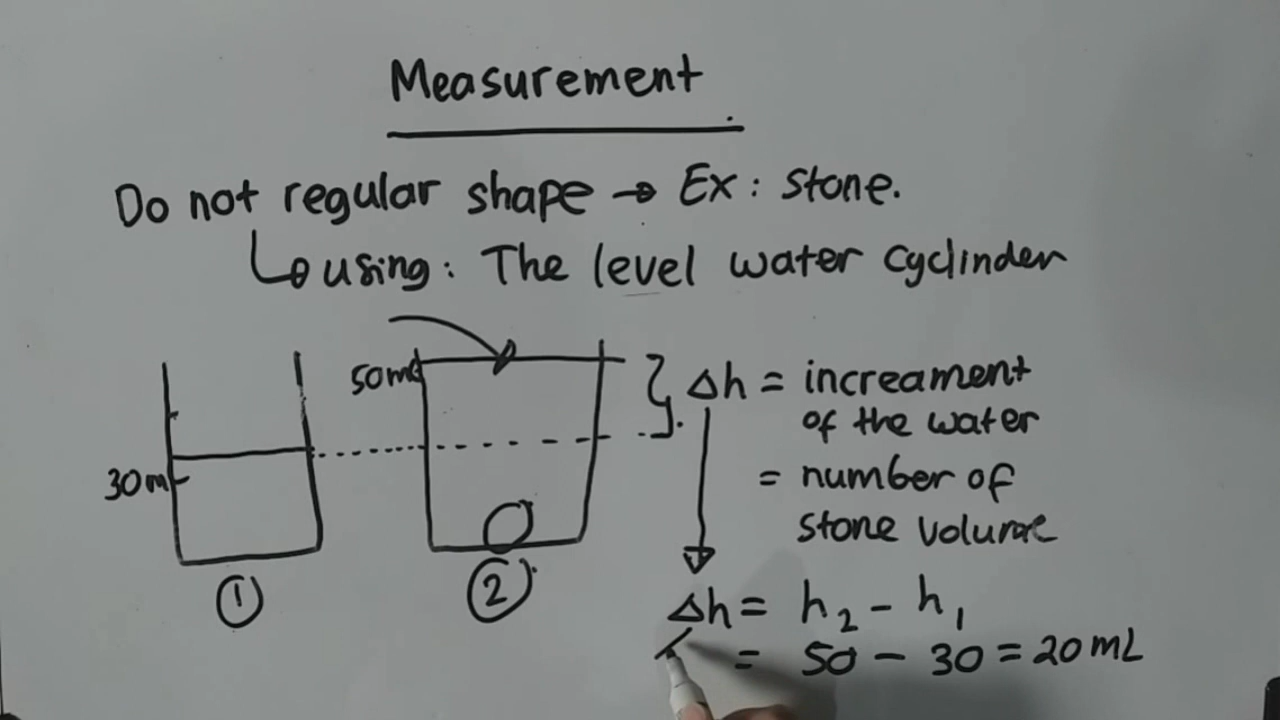 Measurement
Do not regular shape → Ex : stone.
using : The level water cyclinder
50ml
30m
Δh = increament
of the water
= number of
stone volume
① ②
Δh = h₂ - h₁
= 50 - 30 = 20 mL